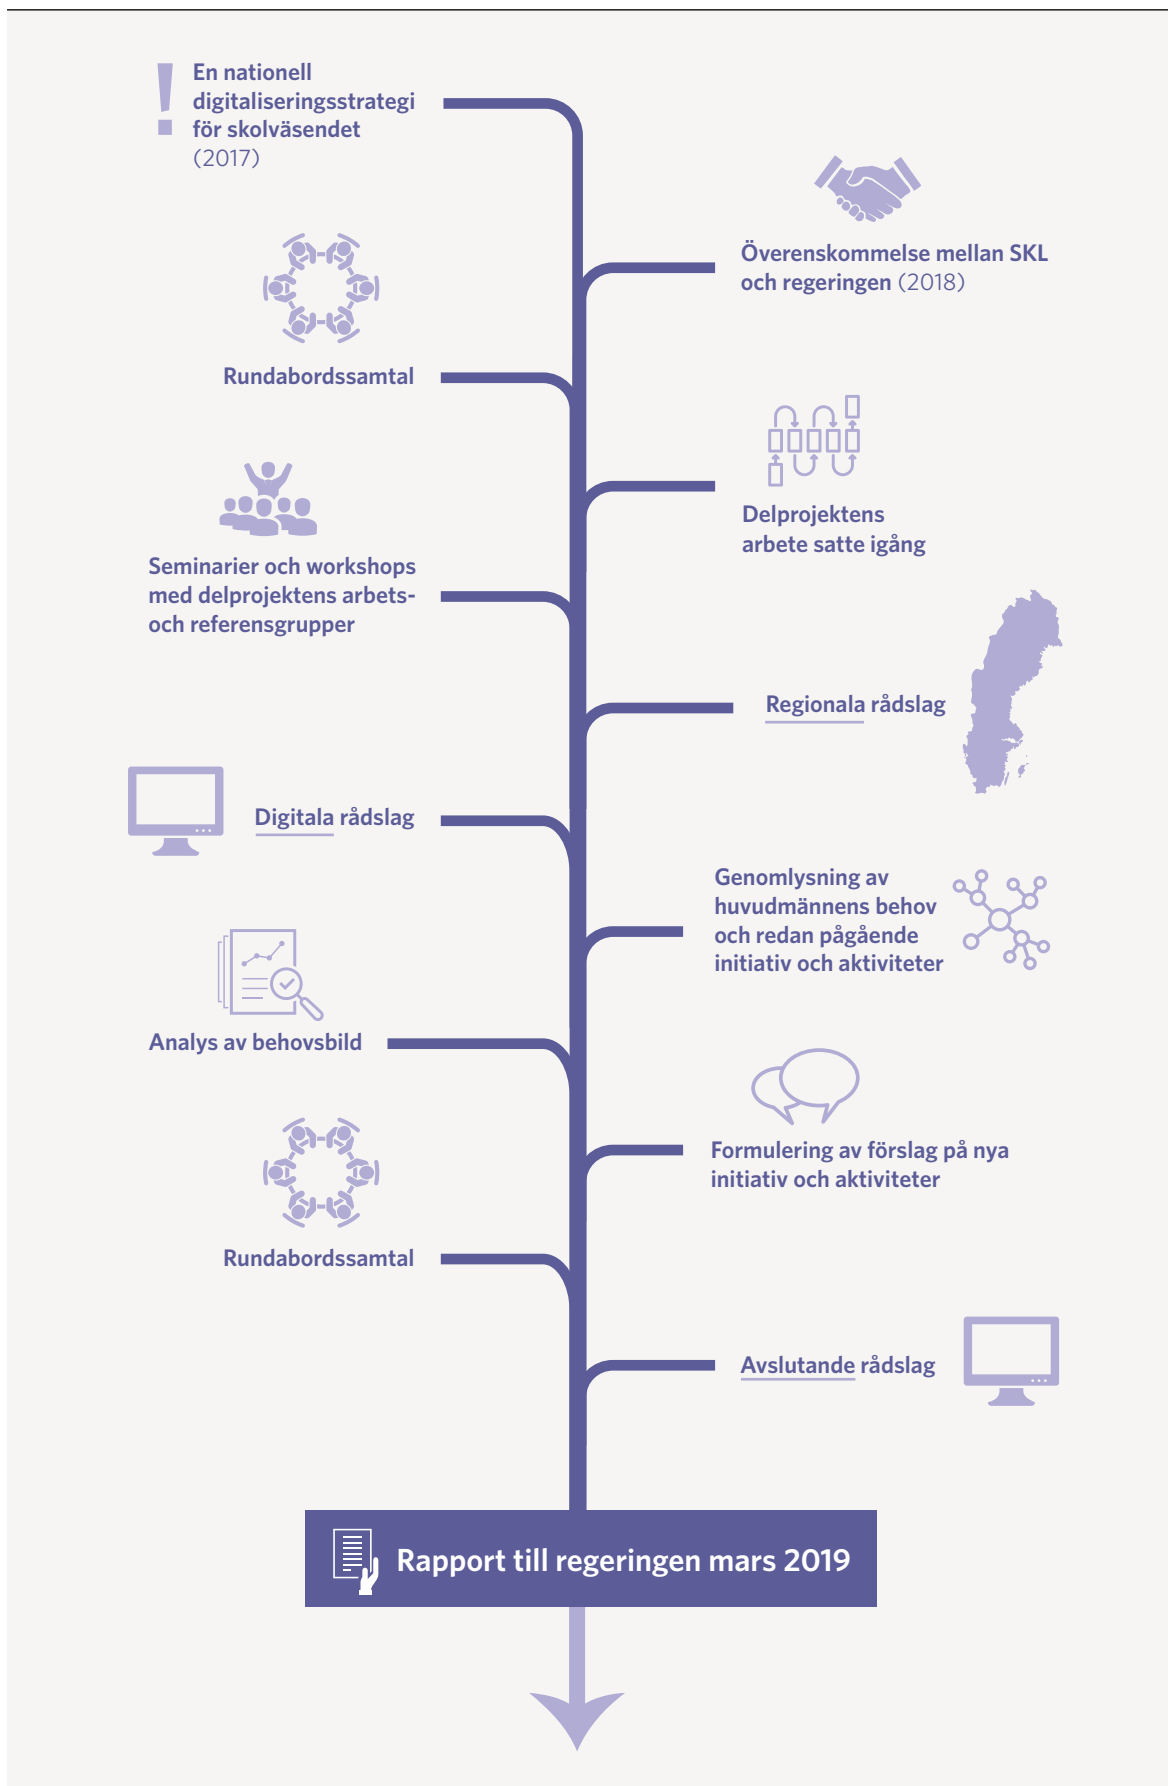 En nationell
digitaliseringsstrategi
för skolväsendet
(2017)
Överenskommelse mellan SKL
och regeringen (2018)
Rundabordssamtal
Delprojektens
arbete satte igång
Seminarier och workshops
med delprojektens arbets-
och referensgrupper
Regionala rådslag
Digitala rådslag
Genomlysning av
huvudmännens behov
och redan pågående
initiativ och aktiviteter
Analys av behovsbild
Formulering av förslag på nya
initiativ och aktiviteter
Rundabordssamtal
Avslutande rådslag
Rapport till regeringen mars 2019